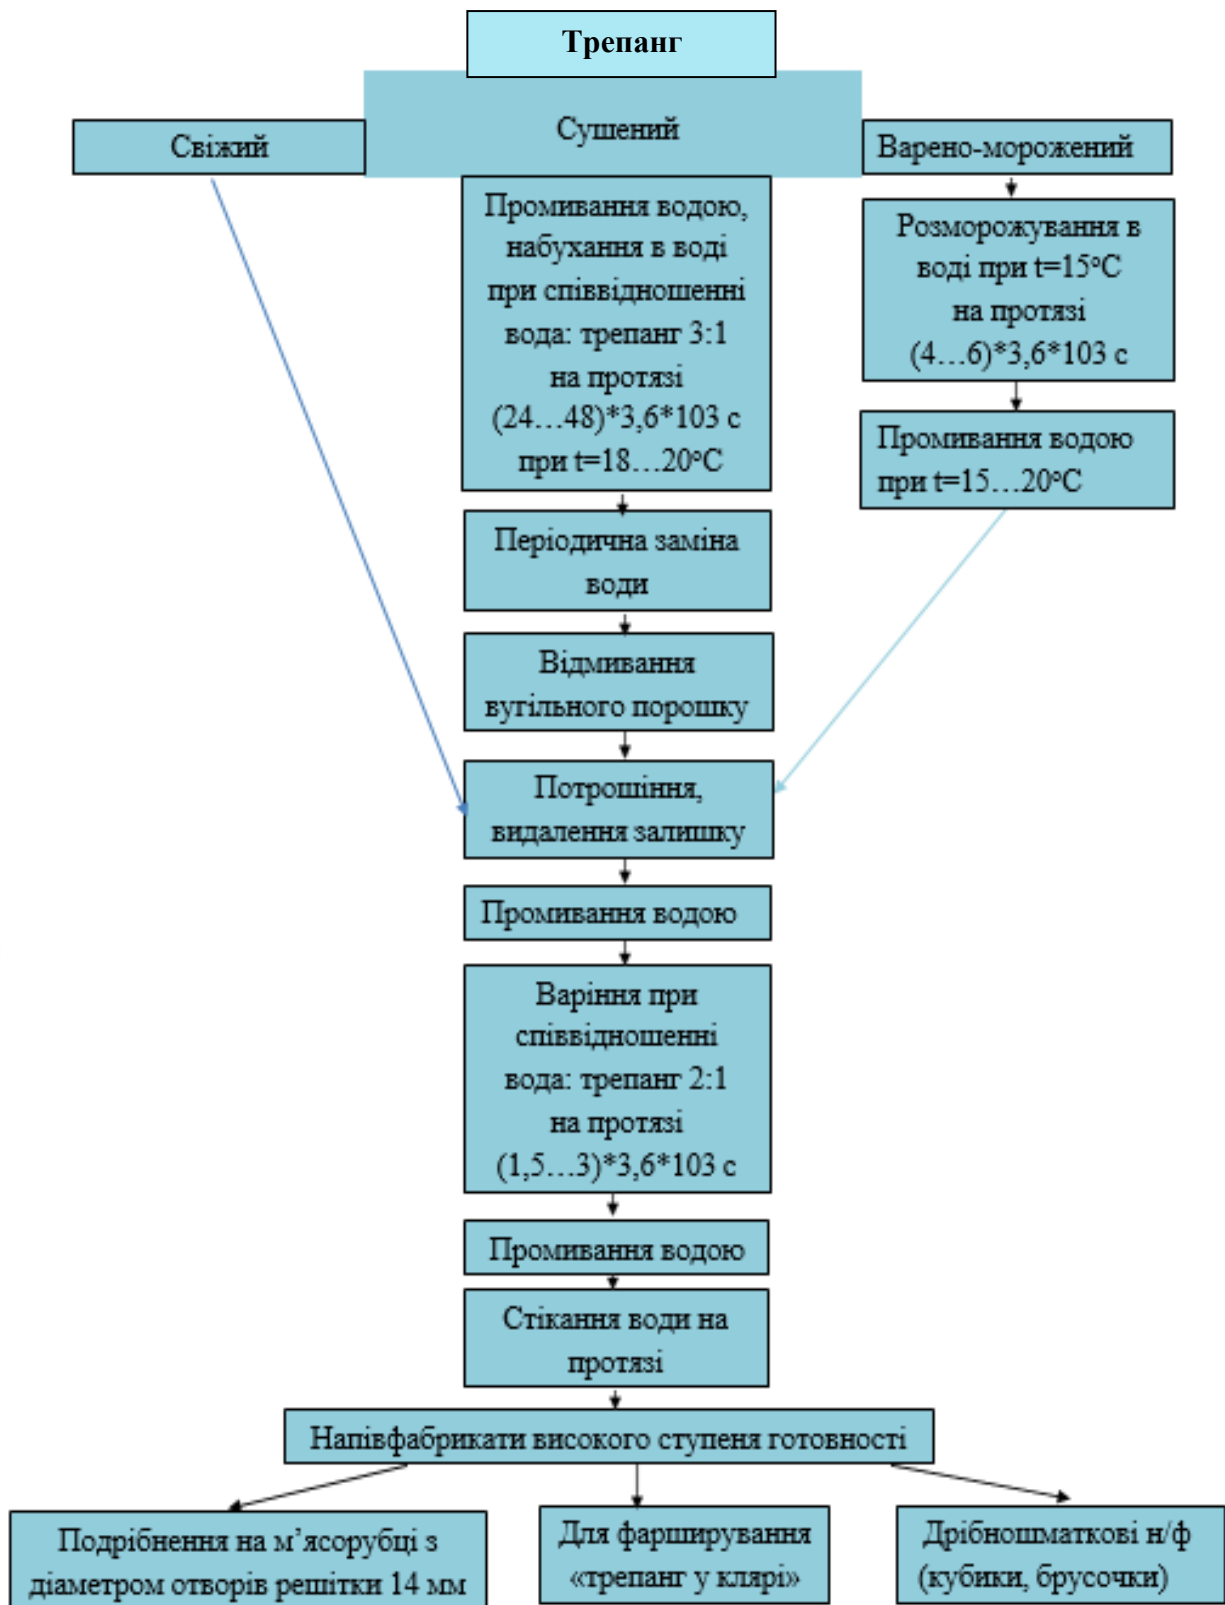 Трепанг
Свіжий
Сушений
Варено-морожений
Промивання водою,
набухання в воді
при співвідношенні
вода: трепанг 3:1
на протязі
(24…48)*3,6*103 с
при t=18…20°С
Розморожування в
воді при t=15°С
на протязі
(4…6)*3,6*103 с
Промивання водою
при t=15…20°С
Періодична заміна
води
Відмивання
вугільного порошку
Потрошіння,
видалення залишку
Промивання водою
Варіння при
співвідношенні
вода: трепанг 2:1
на протязі
(1,5…3)*3,6*103 с
Промивання водою
Стікання води на
протязі
Напівфабрикати високого ступеня готовності
Подрібнення на м’ясорубці з
діаметром отворів решітки 14 мм
Для фарширування
«трепанг у клярі»
Дрібношматкові н/ф
(кубики, брусочки)